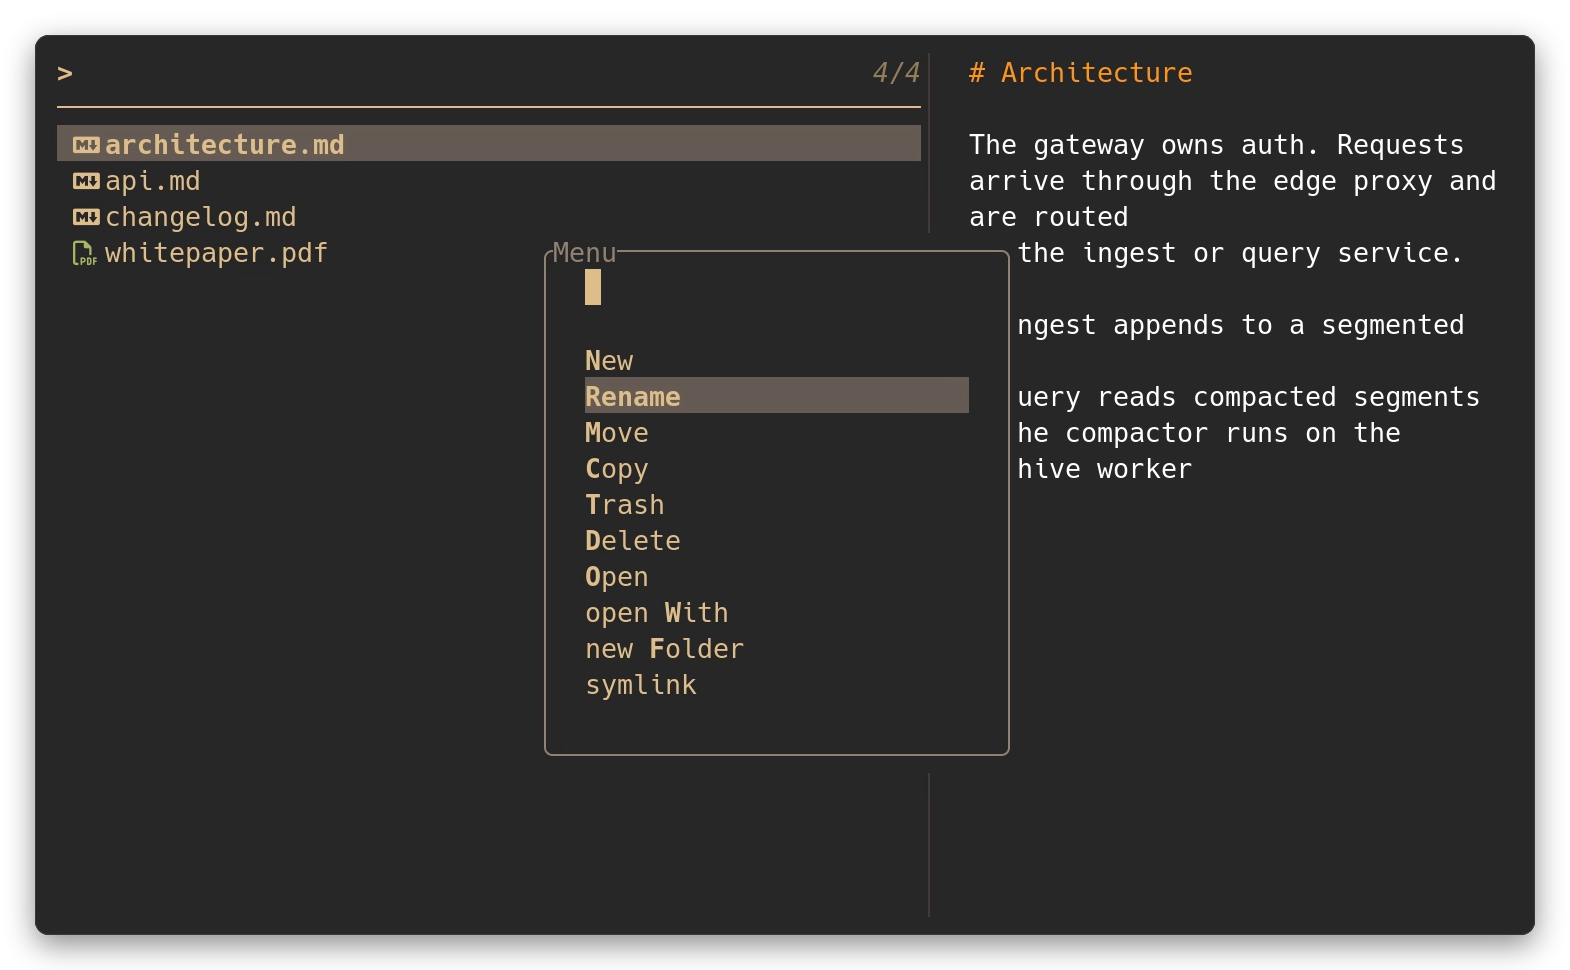 > 4/4
architecture.md
api.md
changelog.md
PDF whitepaper.pdf
Menu
New
Rename
Move
Copy
Trash
Delete
Open
open With
new Folder
symlink
# Architecture
The gateway owns auth. Requests
arrive through the edge proxy and
are routed
the ingest or query service.
ngest appends to a segmented
uery reads compacted segments
he compactor runs on the
hive worker